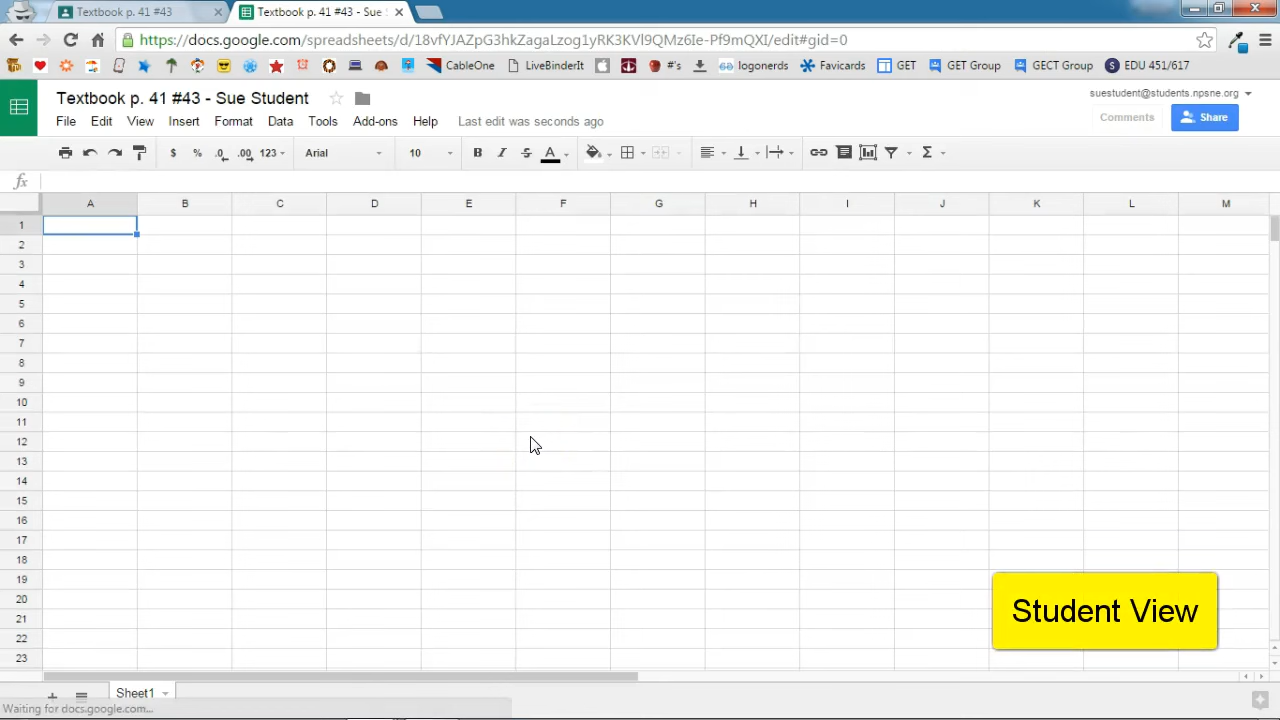 Textbook p. 41 #43
Textbook p. 41 #43 - Sue S
https://docs.google.com/spreadsheets/d/18vfYJAZpG3hkZagaLzgg1yRK3KVl9QMz6Ie-Pf9mQXI/edit#gid=0
CableOne LiveBinderIt #'s logonerds Favicards GET GET Group GECT Group EDU 451/617
Textbook p. 41 #43 - Sue Student
suestudent@students.npsne.org
File Edit View Insert Format Data Tools Add-ons Help Last edit was seconds ago
Comments Share
$ % .0 .00 123 Arial 10 B I S A Σ
fx
A B C D E F G H I J K L M
1
2
3
4
5
6
7
8
9
10
11
12
13
14
15
16
17
18
19
20
21
22
23
Student View
Sheet1
Waiting for docs.google.com...